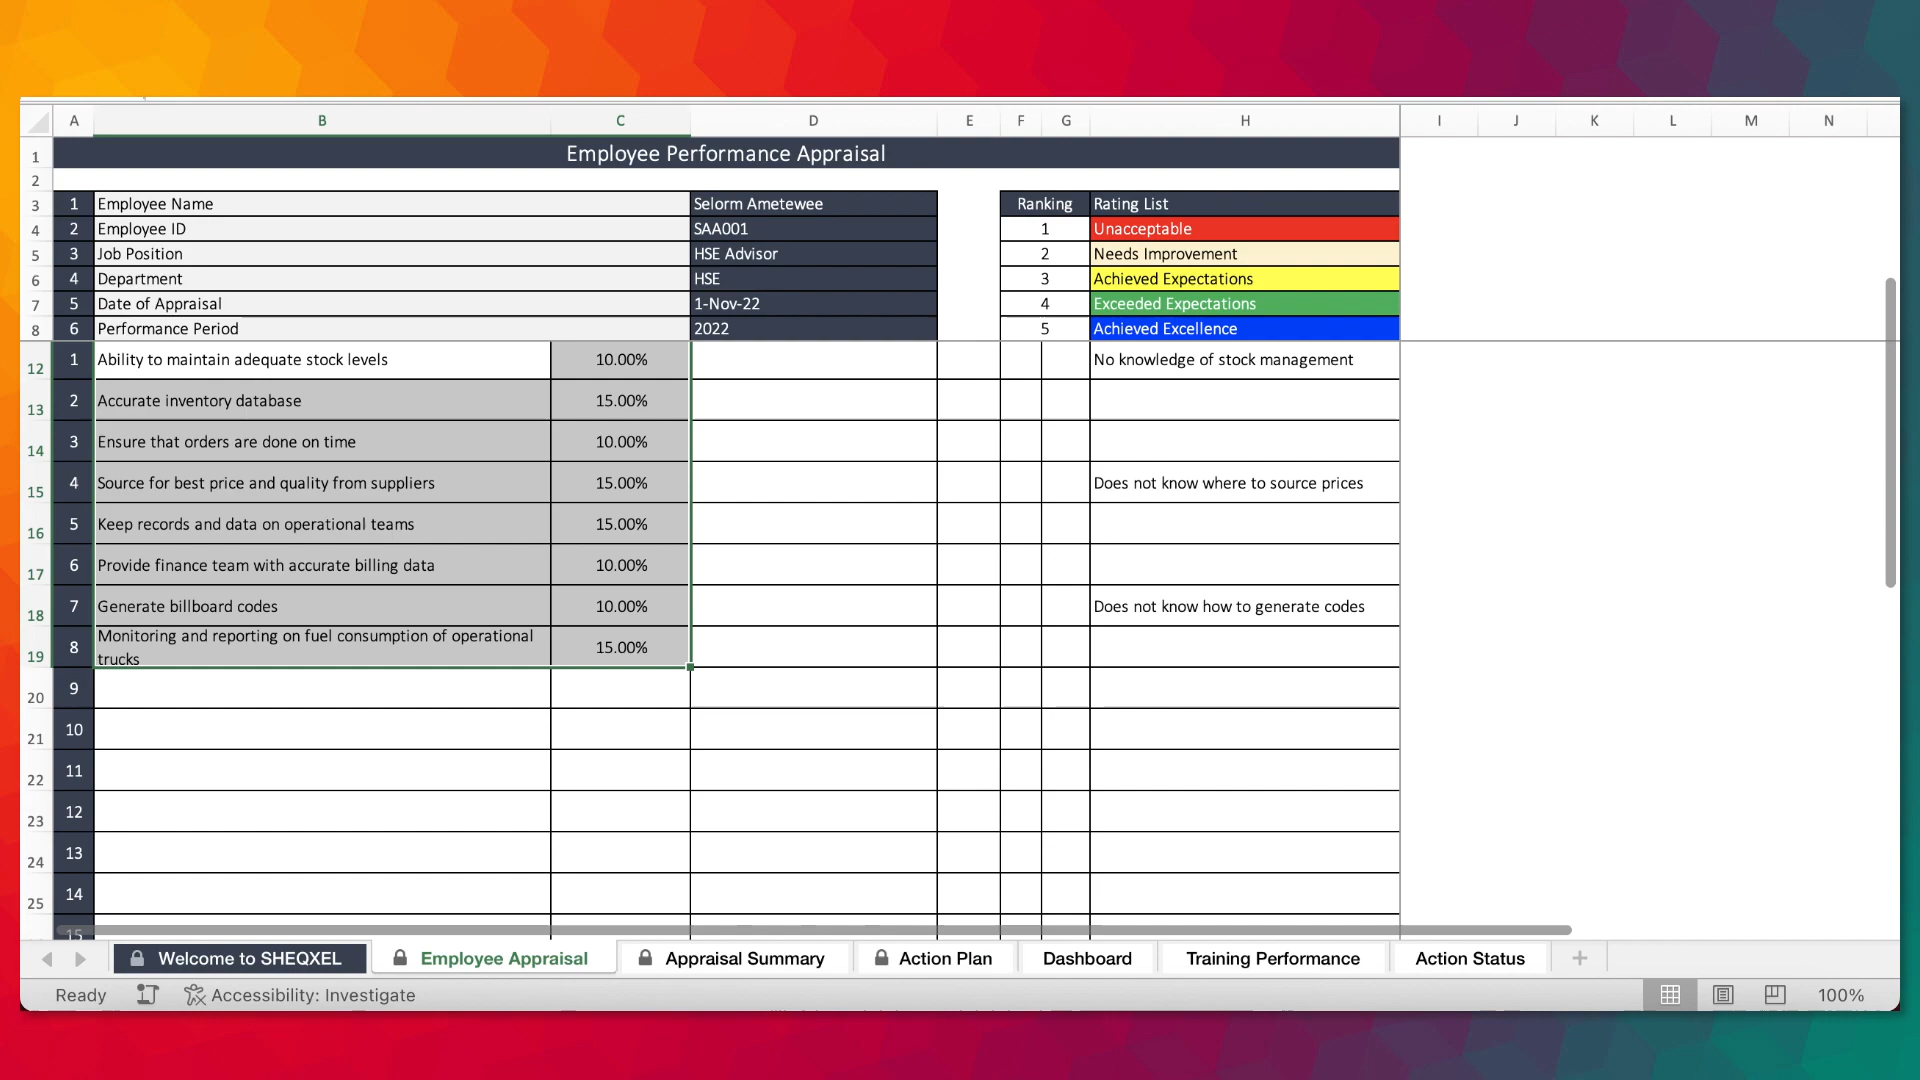 A B C D E F G H I J K L M N
1 Employee Performance Appraisal
2
3 1 Employee Name Selorm Ametewee Ranking Rating List
4 2 Employee ID SAA001 1 Unacceptable
5 3 Job Position HSE Advisor 2 Needs Improvement
6 4 Department HSE 3 Achieved Expectations
7 5 Date of Appraisal 1-Nov-22 4 Exceeded Expectations
8 6 Performance Period 2022 5 Achieved Excellence
12 1 Ability to maintain adequate stock levels 10.00% No knowledge of stock management
13 2 Accurate inventory database 15.00%
14 3 Ensure that orders are done on time 10.00%
15 4 Source for best price and quality from suppliers 15.00% Does not know where to source prices
16 5 Keep records and data on operational teams 15.00%
17 6 Provide finance team with accurate billing data 10.00%
18 7 Generate billboard codes 10.00% Does not know how to generate codes
Monitoring and reporting on fuel consumption of operational
19 8 trucks 15.00%
20 9
21 10
22 11
23 12
24 13
25 14
15
Welcome to SHEQXEL Employee Appraisal Appraisal Summary Action Plan Dashboard Training Performance Action Status +
Ready Accessibility: Investigate 100%